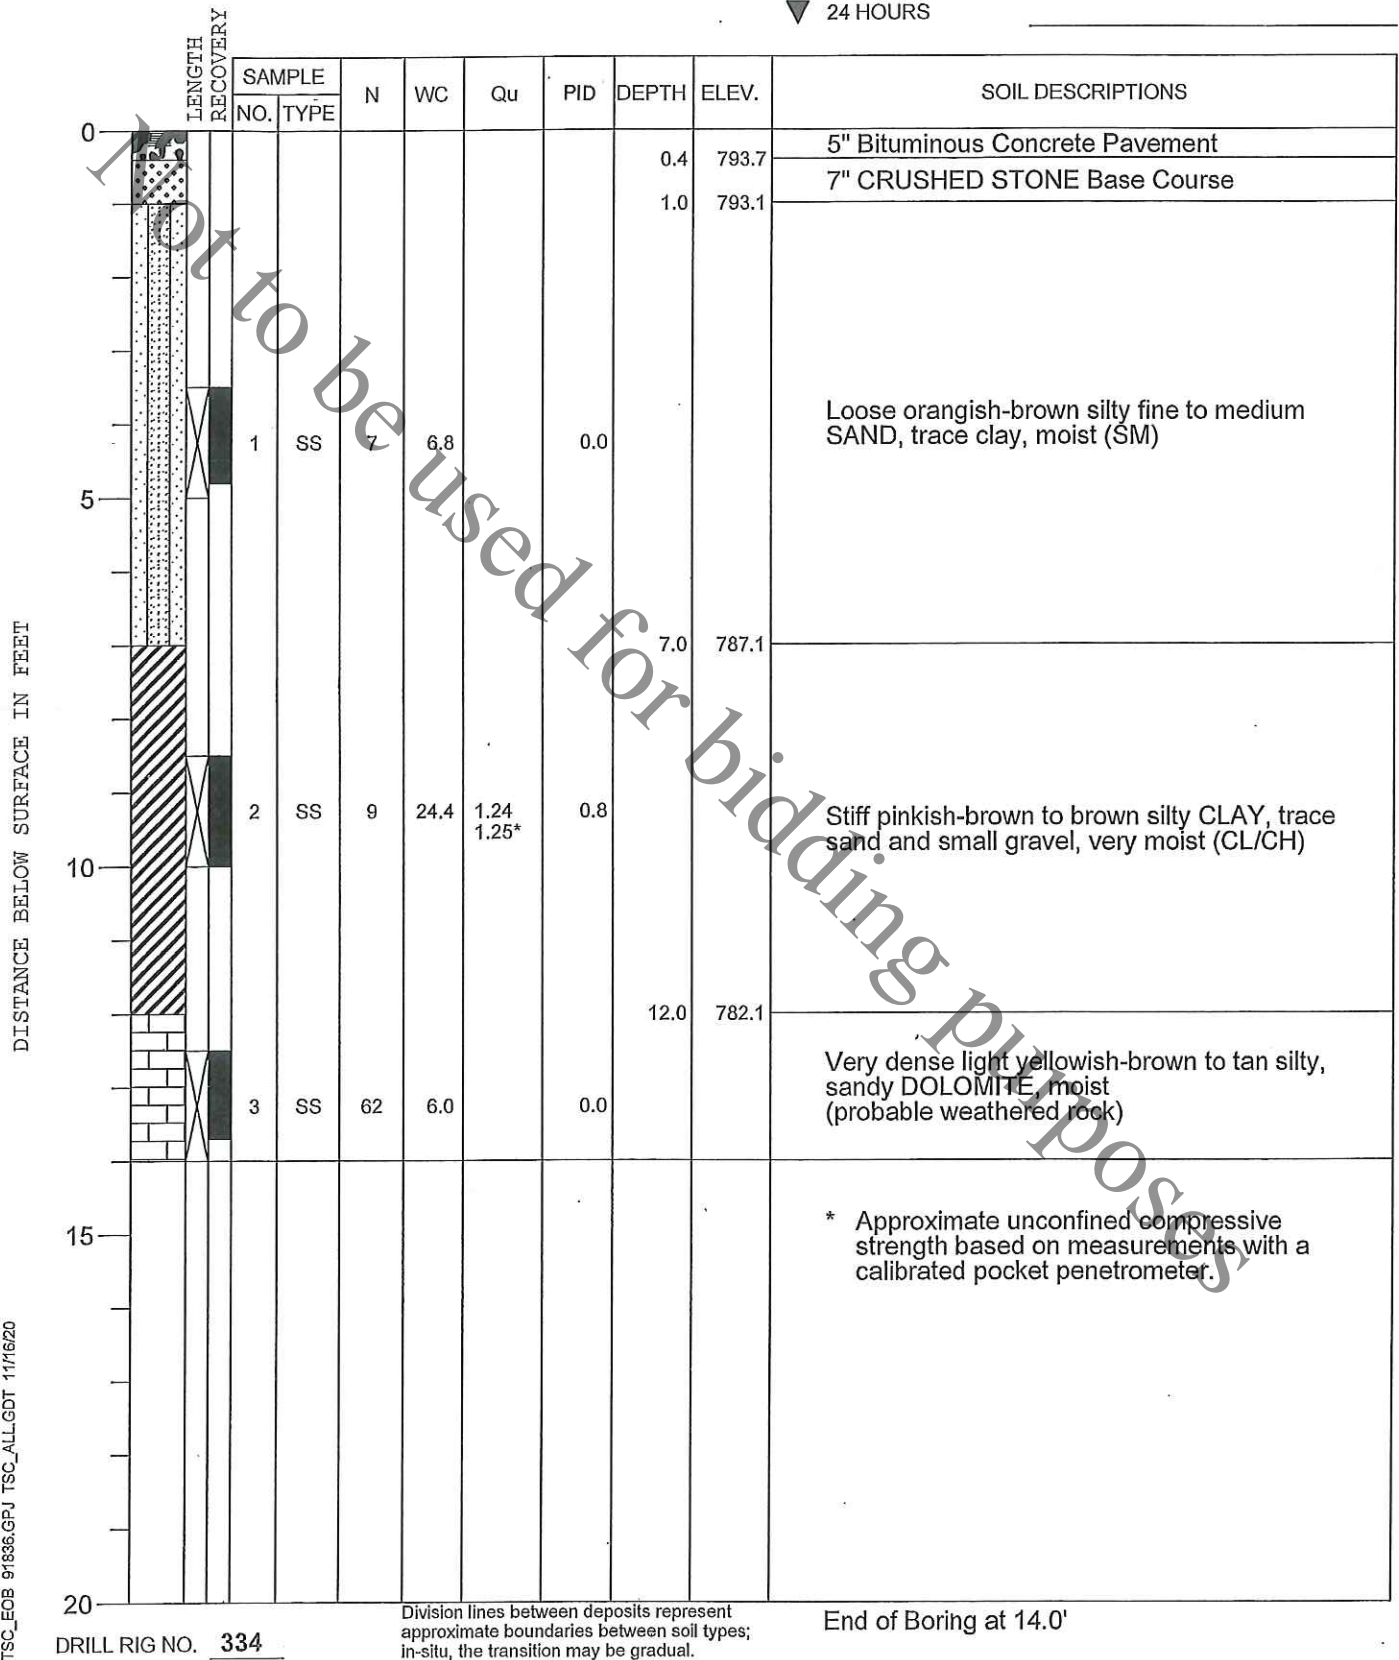 24 HOURS
LENGTH
RECOVERY
SAMPLE
NO. TYPE N WC Qu PID DEPTH ELEV. SOIL DESCRIPTIONS
0
5" Bituminous Concrete Pavement
0.4 793.7
7" CRUSHED STONE Base Course
1.0 793.1
Loose orangish-brown silty fine to medium
SAND, trace clay, moist (SM)
1 SS 7 6.8 0.0
5
7.0 787.1
2 SS 9 24.4 1.24 0.8
1.25*
Stiff pinkish-brown to brown silty CLAY, trace
sand and small gravel, very moist (CL/CH)
10
12.0 782.1
Very dense light yellowish-brown to tan silty,
sandy DOLOMITE, moist
(probable weathered rock)
3 SS 62 6.0 0.0
15
* Approximate unconfined compressive
strength based on measurements with a
calibrated pocket penetrometer.
20
DISTANCE BELOW SURFACE IN FEET
TSC_EOB 91836.GPJ TSC_ALL.GDT 11/16/20
Not to be used for bidding purposes
DRILL RIG NO. 334
Division lines between deposits represent
approximate boundaries between soil types;
in-situ, the transition may be gradual.
End of Boring at 14.0'